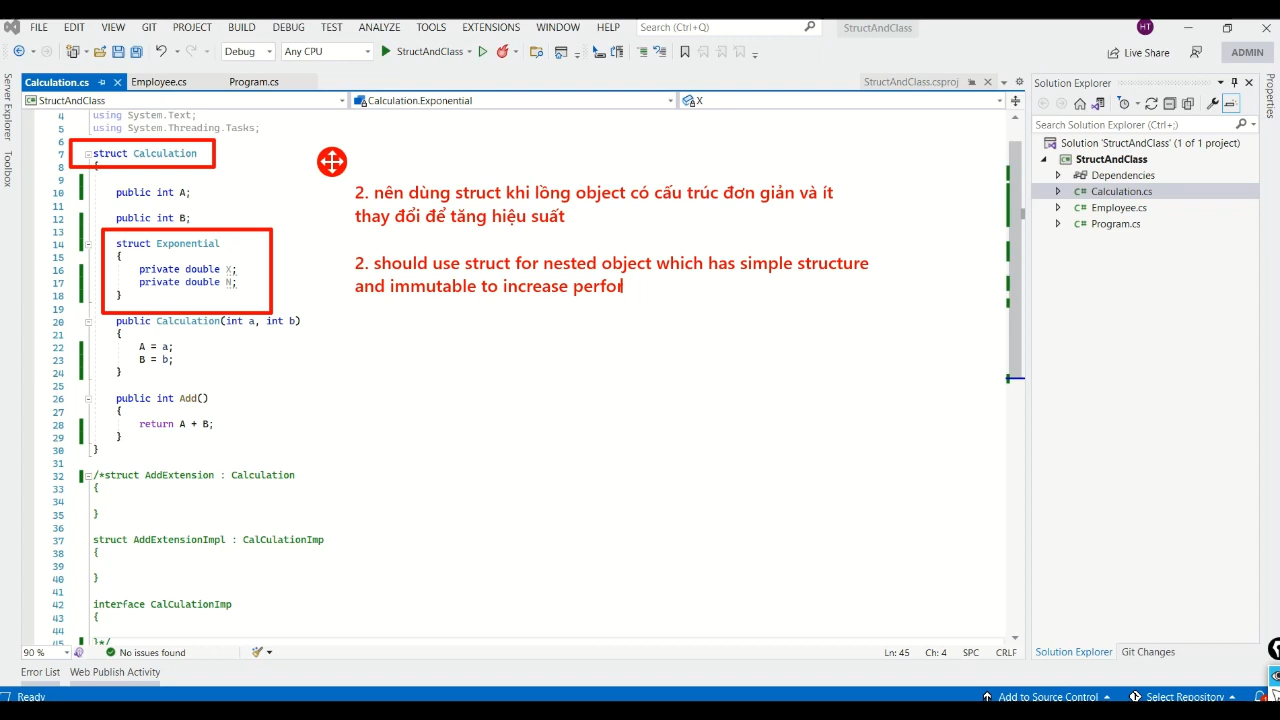 FILE EDIT VIEW GIT PROJECT BUILD DEBUG TEST ANALYZE TOOLS EXTENSIONS WINDOW HELP Search (Ctrl+Q) StructAndClass HT
Debug Any CPU StructAndClass Live Share ADMIN
Calculation.cs Employee.cs Program.cs StructAndClass.csproj
StructAndClass Calculation.Exponential X
4 using System.Text;
5 using System.Threading.Tasks;
6
7 struct Calculation
8 {
9
10 public int A;
11
12 public int B;
13
14 struct Exponential
15 {
16 private double X;
17 private double N;
18 }
19
20 public Calculation(int a, int b)
21 {
22 A = a;
23 B = b;
24 }
25
26 public int Add()
27 {
28 return A + B;
29 }
30 }
31
32 /*struct AddExtension : Calculation
33 {
34
35 }
36
37 struct AddExtensionImpl : CalCulationImp
38 {
39
40 }
41
42 interface CalCulationImp
43 {
44
45 }*/
2. nên dùng struct khi lồng object có cấu trúc đơn giản và ít
thay đổi để tăng hiệu suất
2. should use struct for nested object which has simple structure
and immutable to increase perfor
Server Explorer
Toolbox
Solution Explorer
Search Solution Explorer (Ctrl+;)
Solution 'StructAndClass' (1 of 1 project)
StructAndClass
Dependencies
C# Calculation.cs
C# Employee.cs
C# Program.cs
Properties
90 % No issues found Ln: 45 Ch: 4 SPC CRLF
Solution Explorer Git Changes
Error List Web Publish Activity
Ready Add to Source Control Select Repository